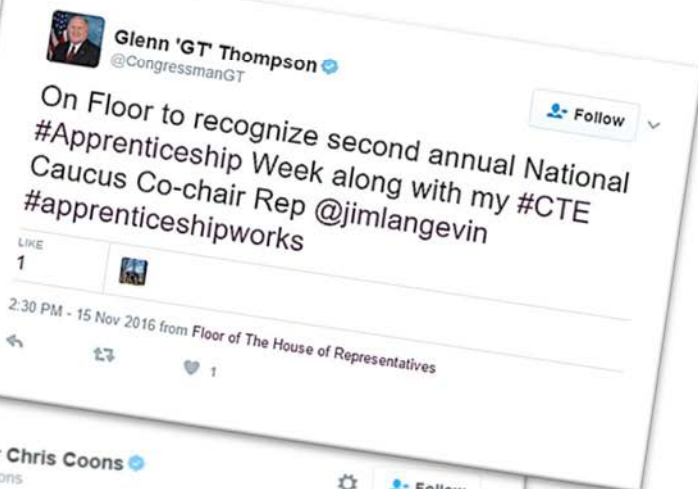 Glenn 'GT' Thompson
@CongressmanGT
Follow
On Floor to recognize second annual National
#Apprenticeship Week along with my #CTE
Caucus Co-chair Rep @jimlangevin
#apprenticeshipworks
LIKE
1
2:30 PM - 15 Nov 2016 from Floor of The House of Representatives
1
Chris Coons
Follow